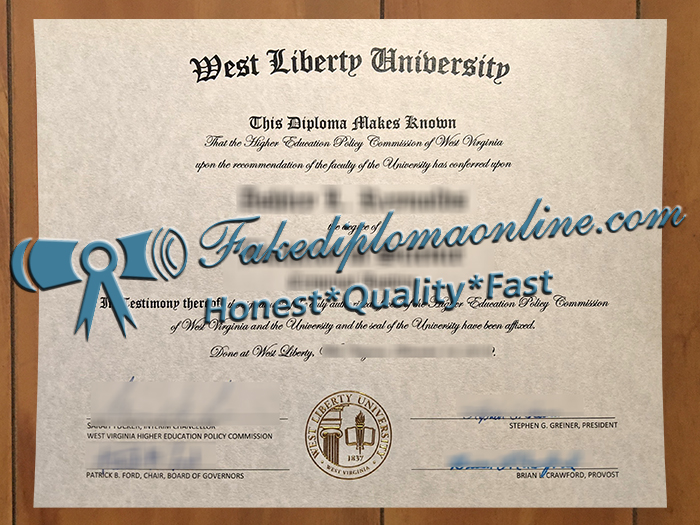 West Liberty University
This Diploma Makes Known
That the Higher Education Policy Commission of West Virginia
upon the recommendation of the faculty of the University has conferred upon
the degree of
Fakediplomaonline.com
Honest*Quality*Fast
In Testimony thereof, Higher Education Policy Commission
of West Virginia and the University and the seal of the University have been affixed.
Done at West Liberty,
SARAH TUCKER, INTERIM CHANCELLOR
WEST VIRGINIA HIGHER EDUCATION POLICY COMMISSION
STEPHEN G. GREINER, PRESIDENT
WEST LIBERTY UNIVERSITY
1837
WEST VIRGINIA
PATRICK B. FORD, CHAIR, BOARD OF GOVERNORS
BRIAN CRAWFORD, PROVOST